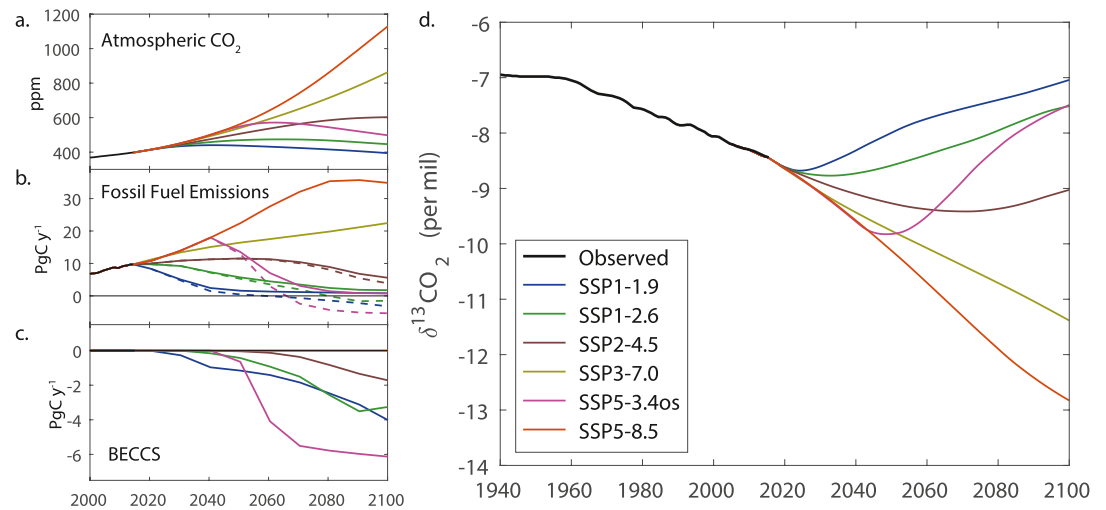 a.
1200
1000
800
600
400
ppm
Atmospheric CO2
b.
30
20
10
0
PgC y-1
Fossil Fuel Emissions
c.
0
-2
-4
-6
PgC y-1
BECCS
2000 2020 2040 2060 2080 2100
d.
-6
-7
-8
-9
-10
-11
-12
-13
-14
δ13CO2 (per mil)
Observed
SSP1-1.9
SSP1-2.6
SSP2-4.5
SSP3-7.0
SSP5-3.4os
SSP5-8.5
1940 1960 1980 2000 2020 2040 2060 2080 2100